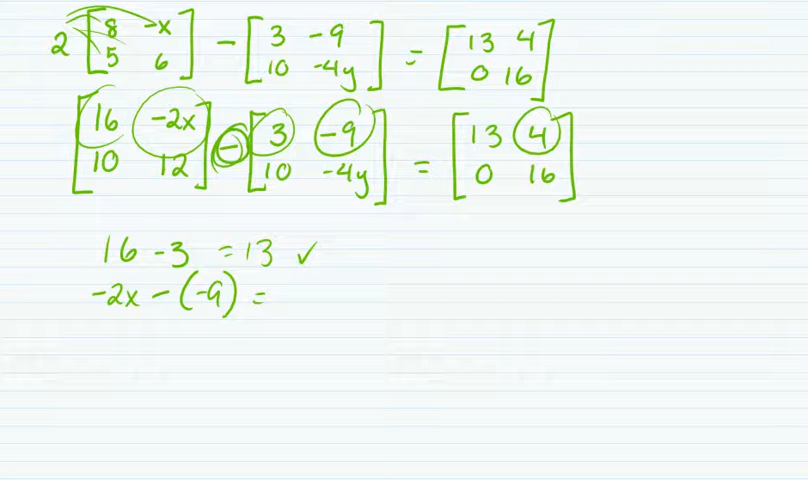 2 [8 -x] - [3 -9] = [13 4]
[5 6] [10 -4y] [0 16]
[16 -2x] - [3 -9] = [13 4]
[10 12] [10 -4y] [0 16]
16 - 3 = 13 ✓
-2x - (-9) =